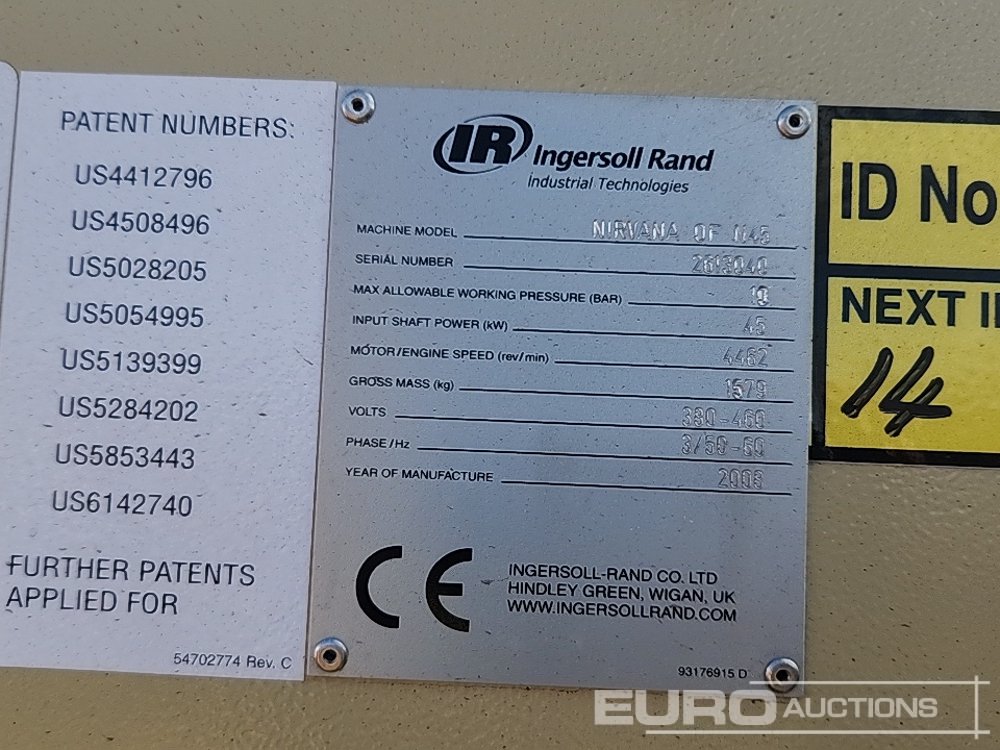 PATENT NUMBERS:
US4412796
US4508496
US5028205
US5054995
US5139399
US5284202
US5853443
US6142740
FURTHER PATENTS
APPLIED FOR
54702774 Rev. C
IR Ingersoll Rand
Industrial Technologies
MACHINE MODEL NIRVANA OF N45
SERIAL NUMBER 2613040
MAX ALLOWABLE WORKING PRESSURE (BAR) 10
INPUT SHAFT POWER (kW) 45
MOTOR/ENGINE SPEED (rev/min) 4462
GROSS MASS (kg) 1579
VOLTS 380-460
PHASE/Hz 3/50-60
YEAR OF MANUFACTURE 2006
CE
INGERSOLL-RAND CO. LTD
HINDLEY GREEN, WIGAN, UK
WWW.INGERSOLLRAND.COM
93176915 D
ID No
NEXT
14
EURO AUCTIONS